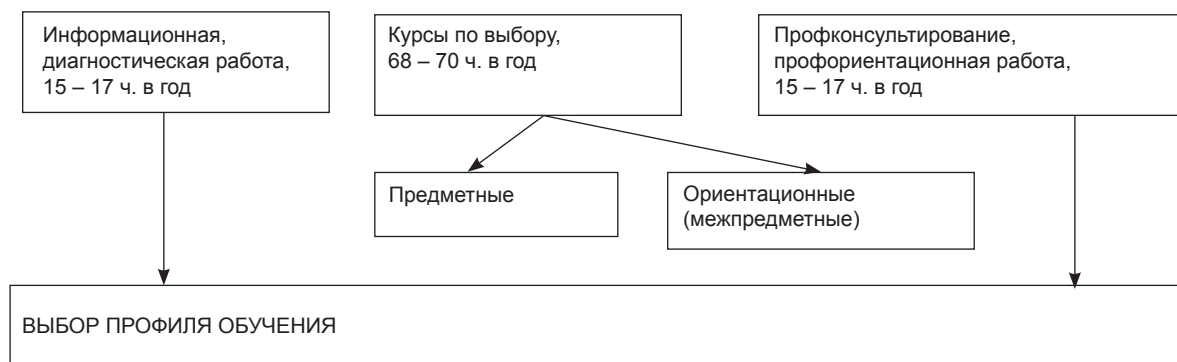 Информационная,
диагностическая работа,
15 – 17 ч. в год
Курсы по выбору,
68 – 70 ч. в год
Профконсультирование,
профориентационная работа,
15 – 17 ч. в год
Предметные
Ориентационные
(межпредметные)
ВЫБОР ПРОФИЛЯ ОБУЧЕНИЯ